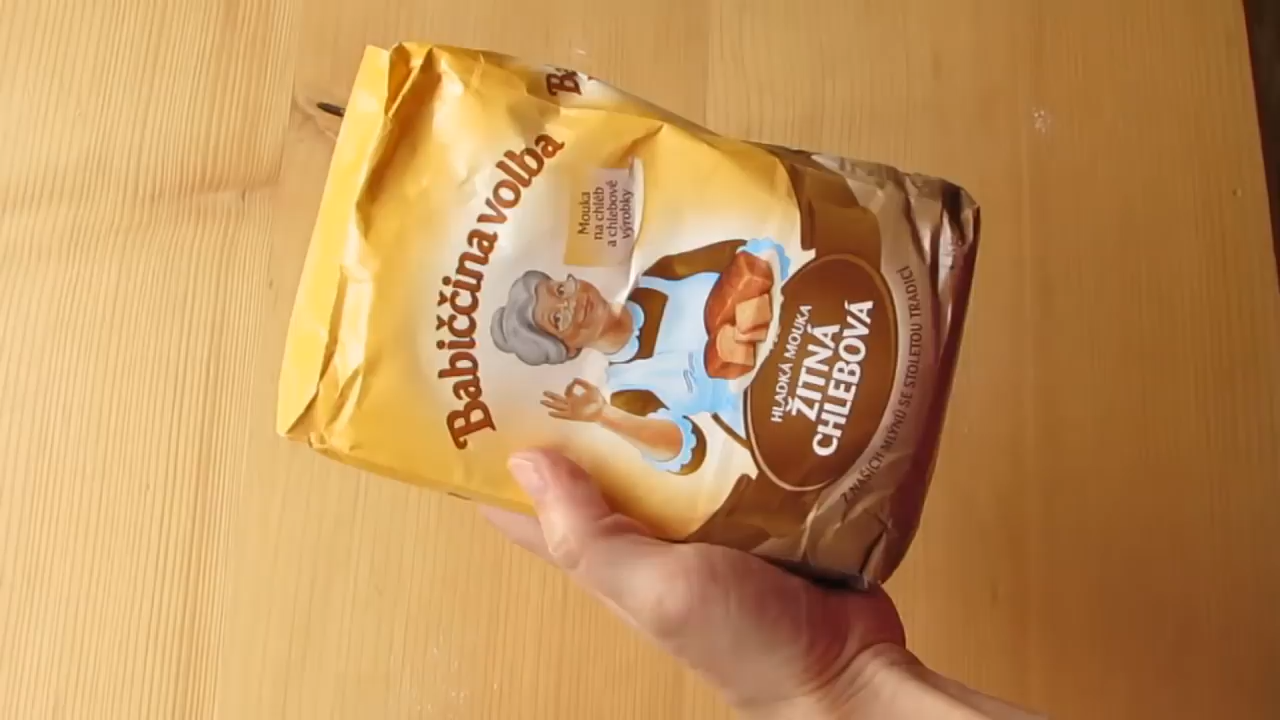 Babiččina volba
Mouka
na chléb
a chlebové
výrobky
HLADKÁ MOUKA
ŽITNÁ
CHLEBOVÁ
Z NAŠICH MLÝNŮ SE STOLETOU TRADICÍ